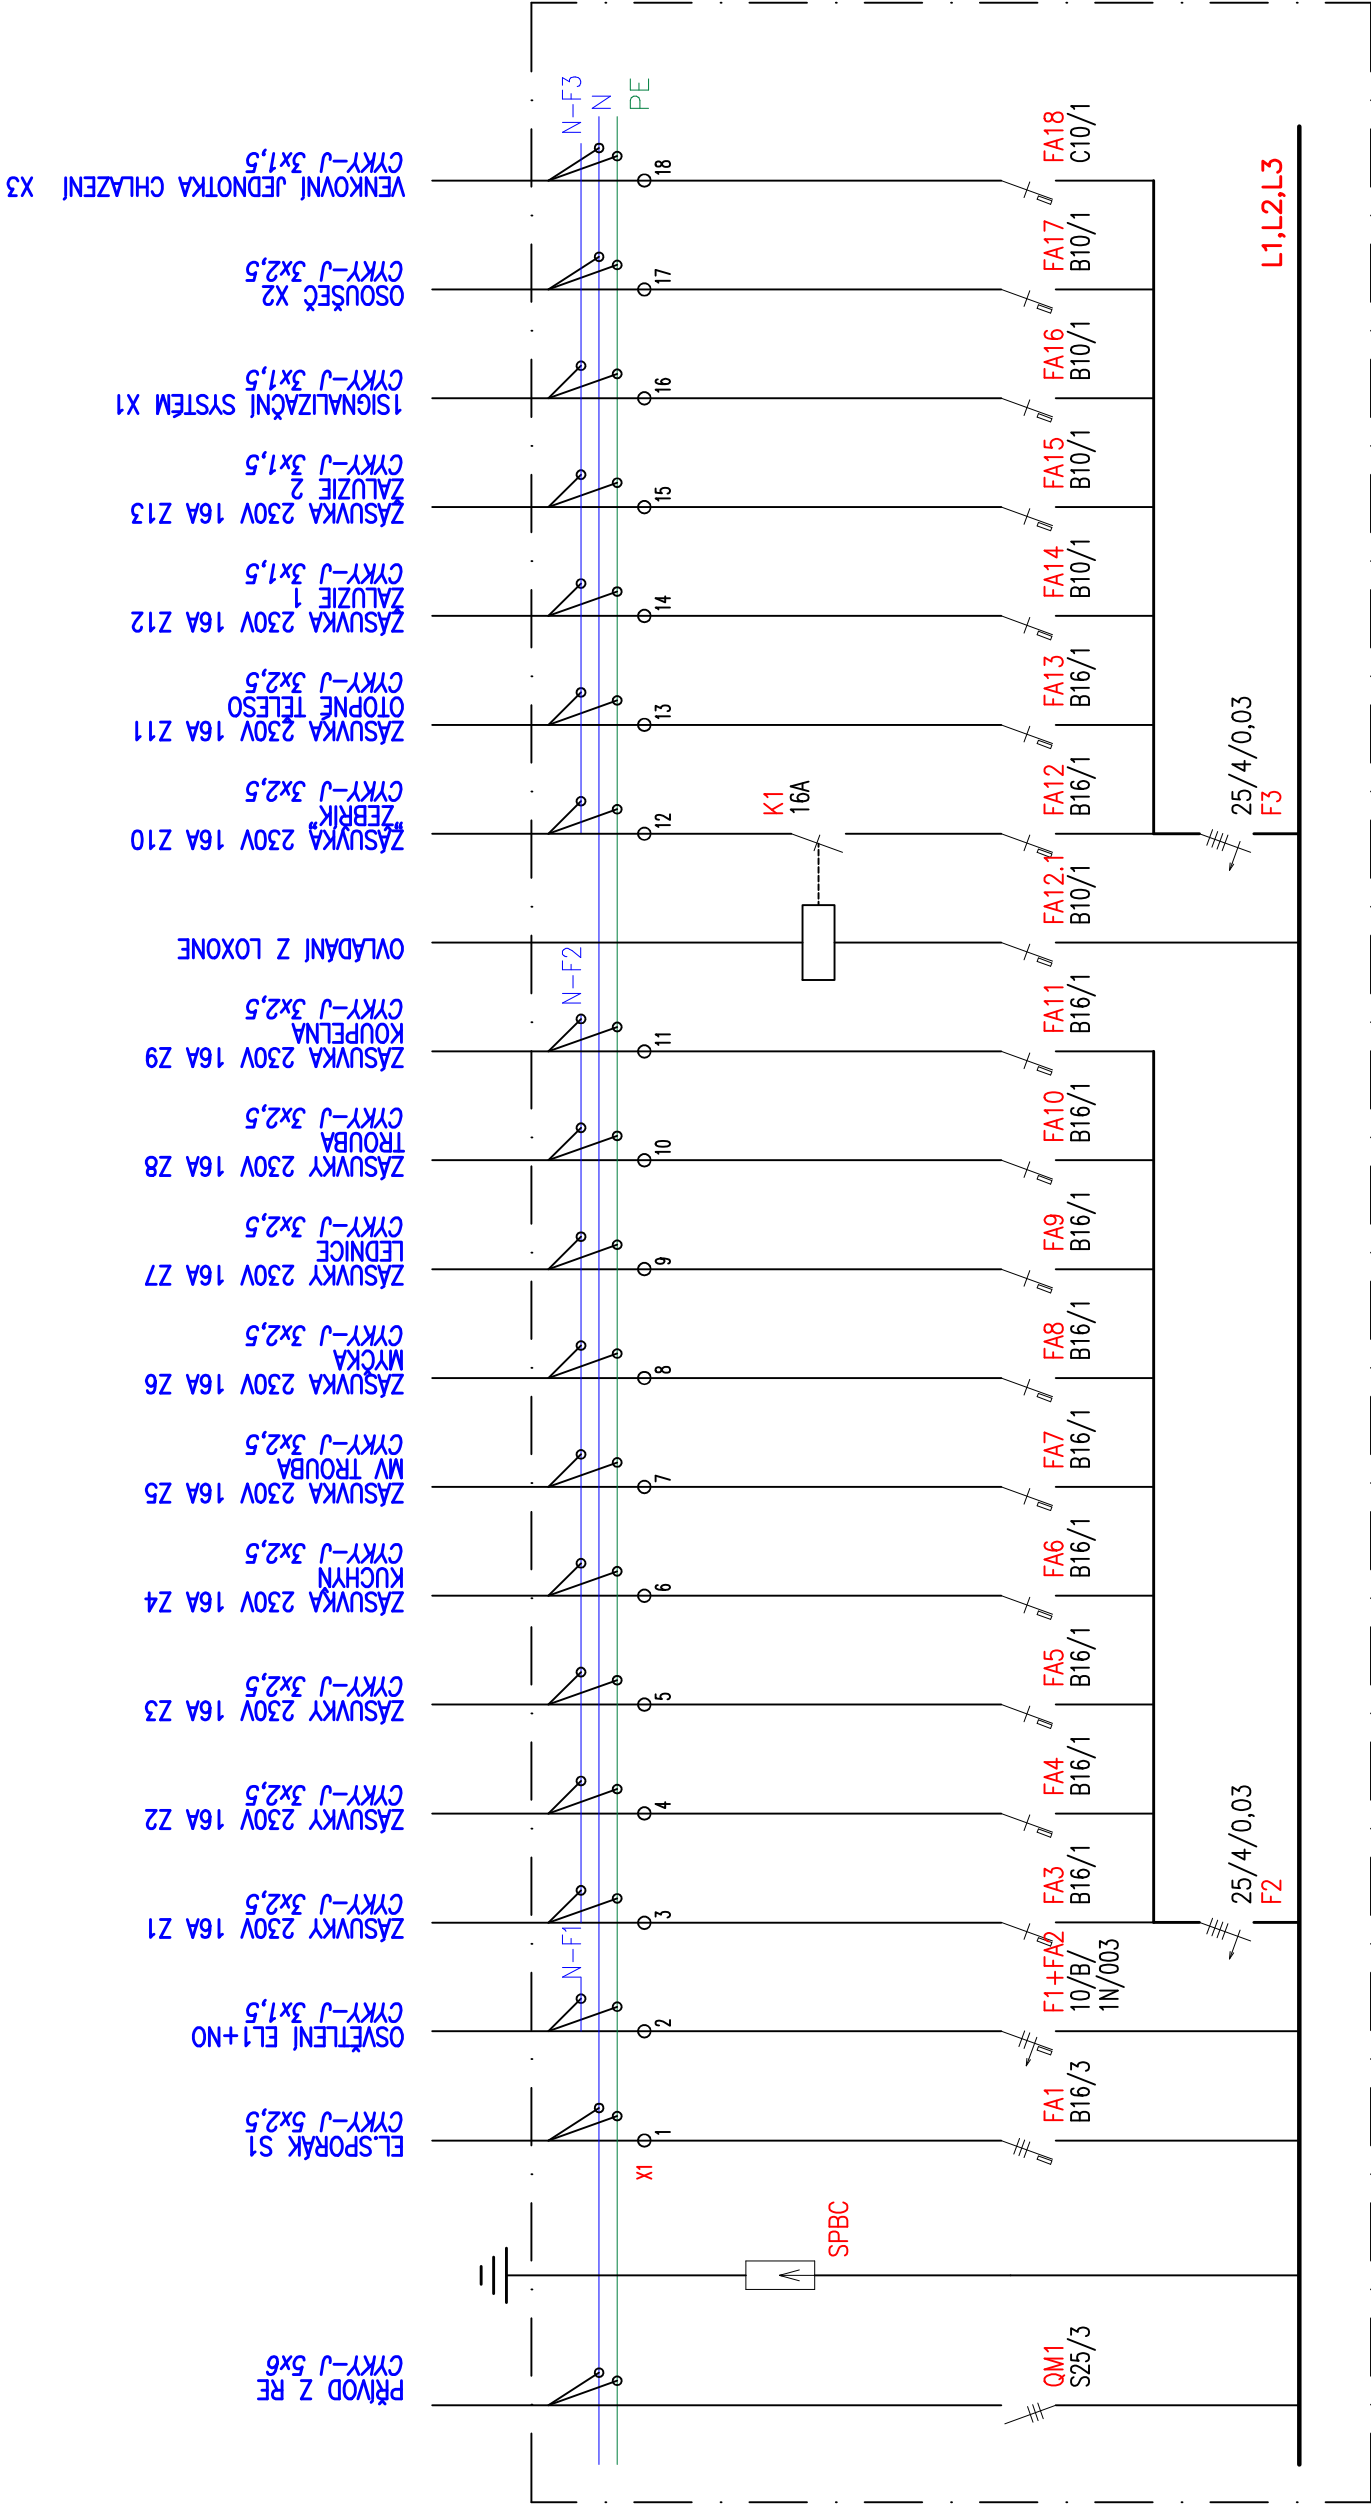 PŘÍVOD Z RE
CYKY-J 5x6
QM1
S25/3
SPBC
X1
EL.SPORÁK S1
CYKY-J 5x2,5
1
FA1
B16/3
OSVĚTLENÍ EL1+NO
CYKY-J 3x1,5
N-F1
2
F1+FA2
10/B/
1N/003
ZÁSUVKY 230V 16A Z1
CYKY-J 3x2,5
3
FA3
B16/1
25/4/0,03
F2
ZÁSUVKY 230V 16A Z2
CYKY-J 3x2,5
4
FA4
B16/1
ZÁSUVKY 230V 16A Z3
CYKY-J 3x2,5
5
FA5
B16/1
ZÁSUVKA 230V 16A Z4
KUCHYŇ
CYKY-J 3x2,5
6
FA6
B16/1
ZÁSUVKA 230V 16A Z5
MV TROUBA
CYKY-J 3x2,5
7
FA7
B16/1
ZÁSUVKA 230V 16A Z6
MYČKA
CYKY-J 3x2,5
8
FA8
B16/1
ZÁSUVKY 230V 16A Z7
LEDNICE
CYKY-J 3x2,5
9
FA9
B16/1
ZÁSUVKY 230V 16A Z8
TROUBA
CYKY-J 3x2,5
10
FA10
B16/1
ZÁSUVKA 230V 16A Z9
KOUPELNA
CYKY-J 3x2,5
11
FA11
B16/1
N-F2
OVLÁDÁNÍ Z LOXONE
FA12.1
B10/1
ZÁSUVKA 230V 16A Z10
"ŽEBŘÍK"
CYKY-J 3x2,5
12
K1
16A
FA12
B16/1
25/4/0,03
F3
ZÁSUVKA 230V 16A Z11
OTOPNÉ TĚLESO
CYKY-J 3x2,5
13
FA13
B16/1
ZÁSUVKA 230V 16A Z12
ŽALUZIE 1
CYKY-J 3x1,5
14
FA14
B10/1
ZÁSUVKA 230V 16A Z13
ŽALUZIE 2
CYKY-J 3x1,5
15
FA15
B10/1
1SIGNALIZAČNÍ SYSTÉM X1
CYKY-J 3x1,5
16
FA16
B10/1
OSOUŠEČ X2
CYKY-J 3x2,5
17
FA17
B10/1
VENKOVNÍ JEDNOTKA CHLAZENÍ X3
CYKY-J 3x1,5
18
FA18
C10/1
N-F3
N
PE
L1,L2,L3